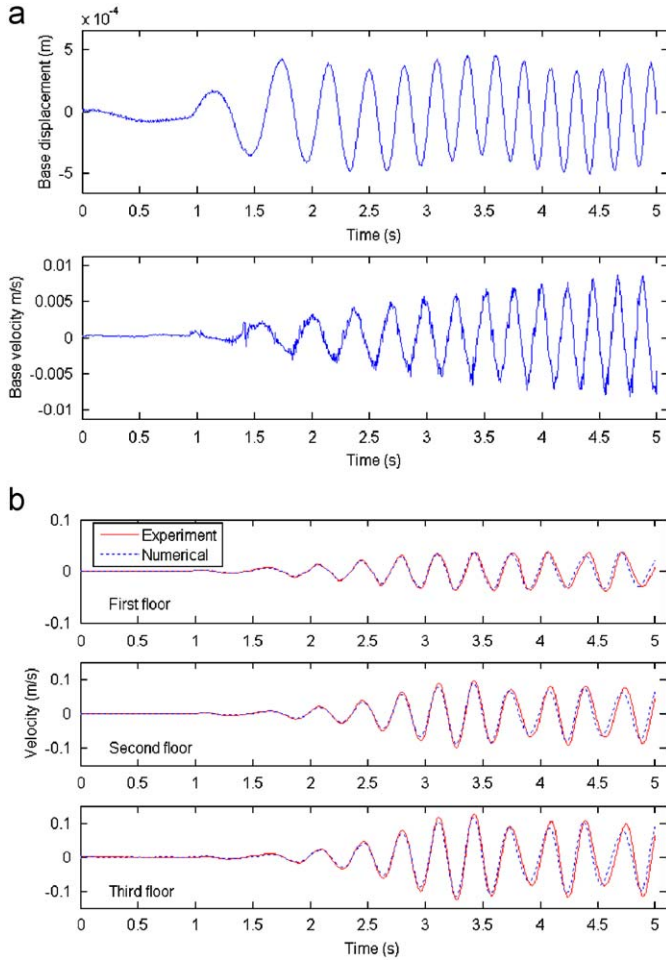 a
x 10⁻⁴
Base displacement (m)
5
0
-5
0 0.5 1 1.5 2 2.5 3 3.5 4 4.5 5
Time (s)
Base velocity m/s)
0.01
0.005
0
-0.005
-0.01
0 0.5 1 1.5 2 2.5 3 3.5 4 4.5 5
Time (s)
b
0.1
0
-0.1
Experiment
Numerical
First floor
0 0.5 1 1.5 2 2.5 3 3.5 4 4.5 5
Velocity (m/s)
0.1
0
-0.1
Second floor
0 0.5 1 1.5 2 2.5 3 3.5 4 4.5 5
0.1
0
-0.1
Third floor
0 0.5 1 1.5 2 2.5 3 3.5 4 4.5 5
Time (s)